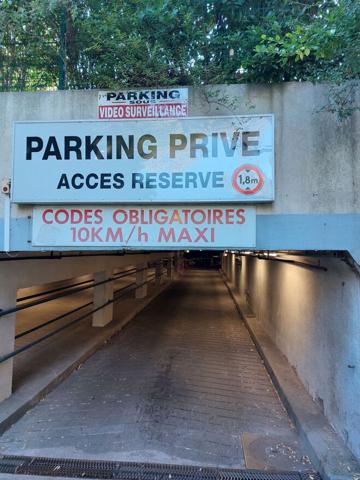 PARKING
SOUS
VIDEO SURVEILLANCE
PARKING PRIVE
ACCES RESERVE
1,8m
CODES OBLIGATOIRES
10KM/h MAXI